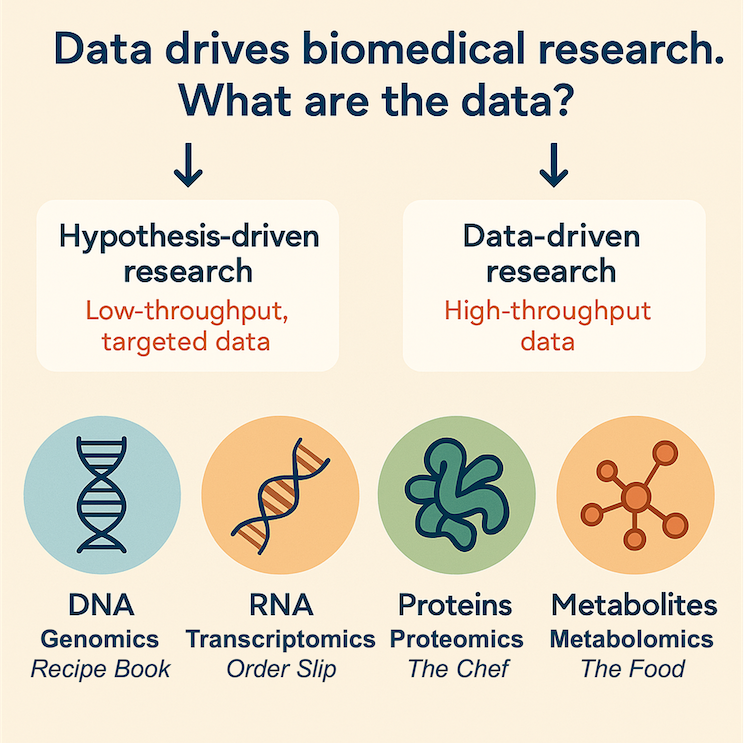 Data drives biomedical research.
What are the data?
Hypothesis-driven
research
Low-throughput,
targeted data
Data-driven
research
High-throughput
data
DNA
Genomics
Recipe Book
RNA
Transcriptomics
Order Slip
Proteins
Proteomics
The Chef
Metabolites
Metabolomics
The Food